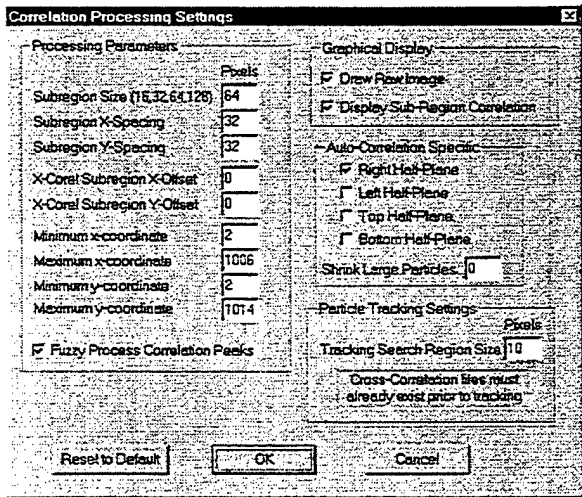 Correlation Processing Settings
Processing Parameters
Pixels
Subregion Size (16,32,64,128) 64
Subregion X-Spacing 32
Subregion Y-Spacing 32
X-Corel Subregion X-Offset 0
X-Corel Subregion Y-Offset 0
Minimum x-coordinate 2
Maximum x-coordinate 1006
Minimum y-coordinate 2
Maximum y-coordinate 1014
Fuzzy Process Correlation Peaks
Graphical Display
Draw Raw Image
Display Sub-Region Correlation
Auto-Correlation Specific
Right Half-Plane
Left Half-Plane
Top Half-Plane
Bottom Half-Plane
Shrink Large Particles 0
Particle Tracking Settings
Pixels
Tracking Search Region Size 10
Cross-Correlation files must
already exist prior to tracking
Reset to Default
OK
Cancel